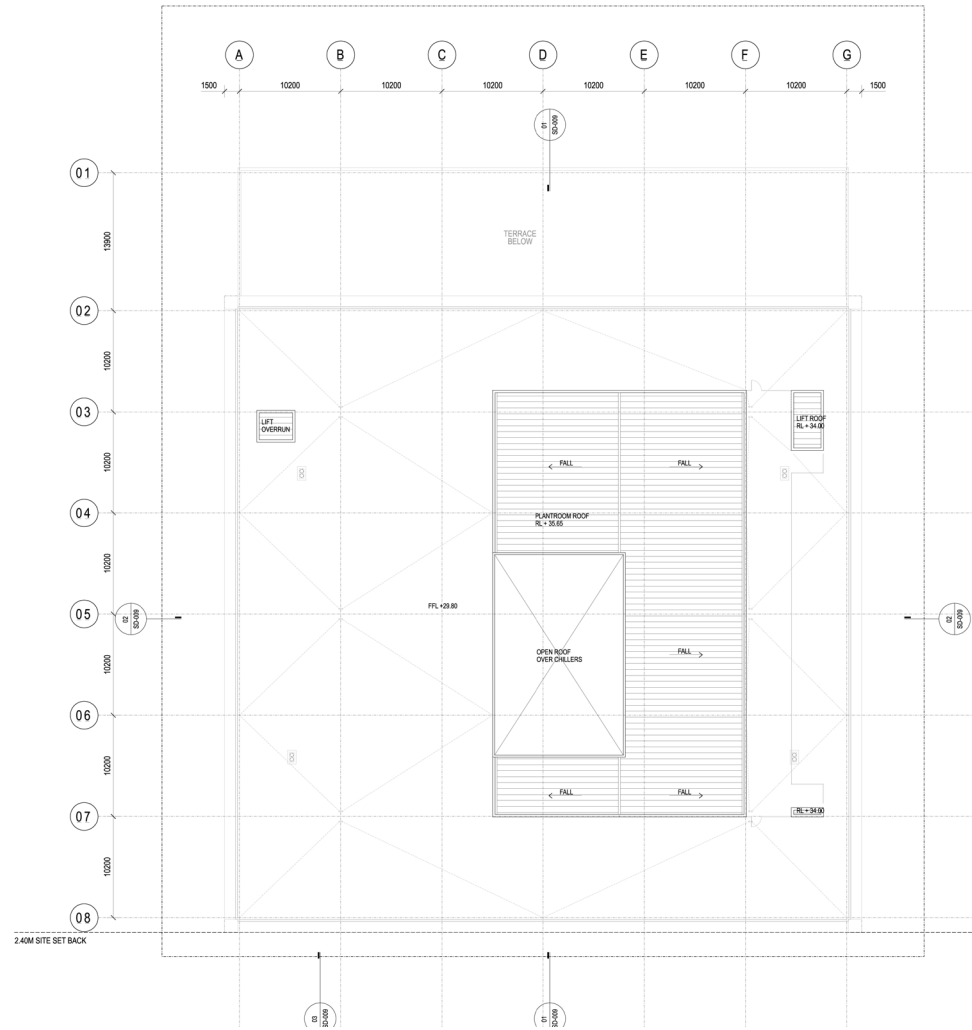 A B C D E F G
1500 10200 10200 10200 10200 10200 10200 1500
01
SD-009
01
13900
TERRACE
BELOW
02
10200
03
LIFT
OVERRUN
LIFT ROOF
RL + 34.00
10200
FALL FALL
04
PLANTROOM ROOF
RL + 35.65
10200
FFL +29.80
05
02
SD-009
02
SD-009
OPEN ROOF
OVER CHILLERS
FALL
10200
06
10200
FALL FALL
RL + 34.00
07
10200
08
2.40M SITE SET BACK
03
SD-009
01
SD-009